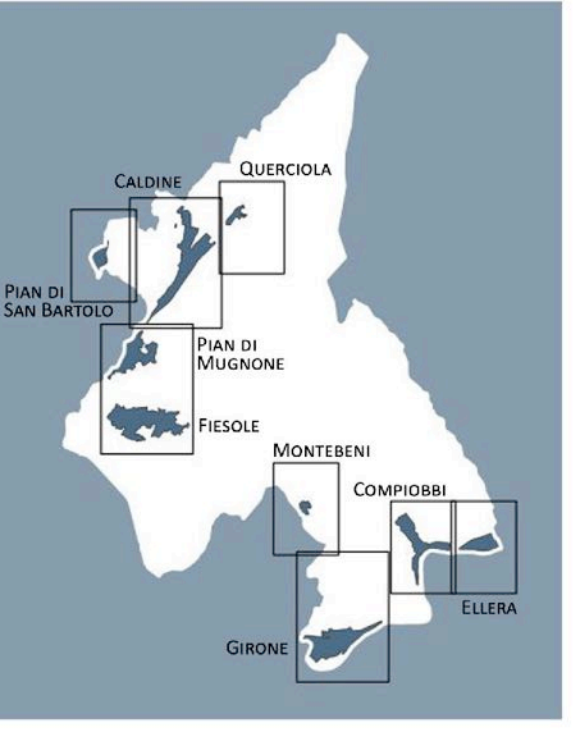 QUERCIOLA
CALDINE
PIAN DI
SAN BARTOLO
PIAN DI
MUGNONE
FIESOLE
MONTEBENI
COMPIOBBI
ELLERA
GIRONE